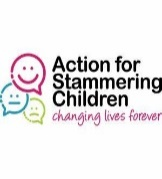 Action for
Stammering
Children
changing lives forever